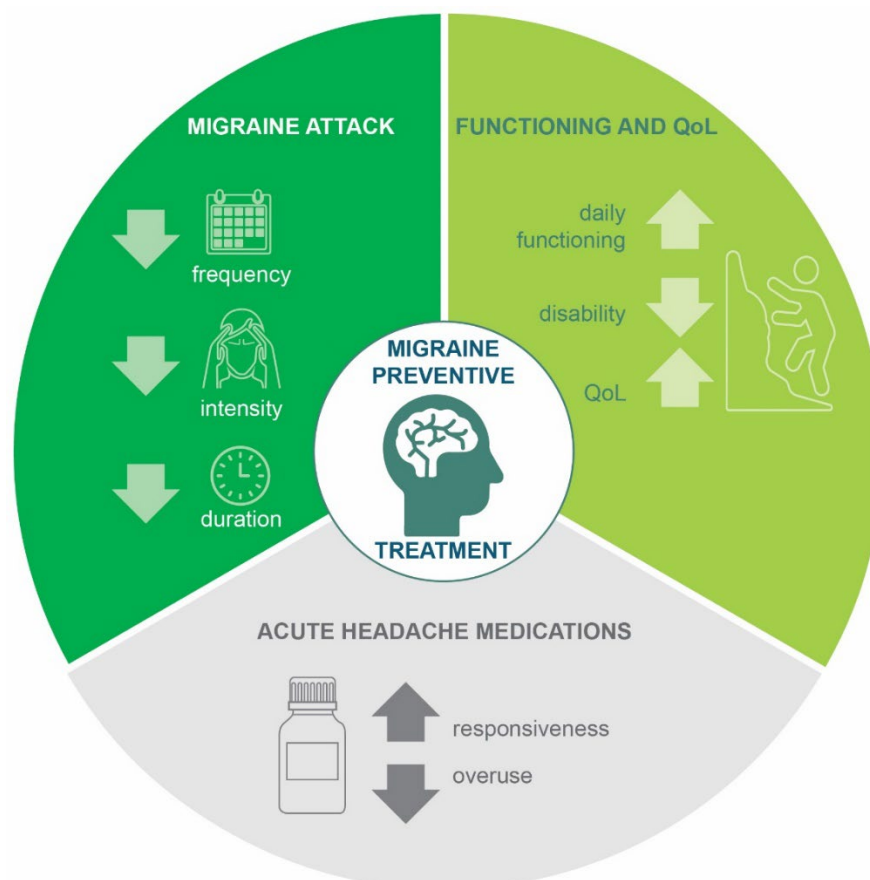 MIGRAINE ATTACK
frequency
intensity
duration
FUNCTIONING AND QoL
daily
functioning
disability
QoL
MIGRAINE
PREVENTIVE
TREATMENT
ACUTE HEADACHE MEDICATIONS
responsiveness
overuse